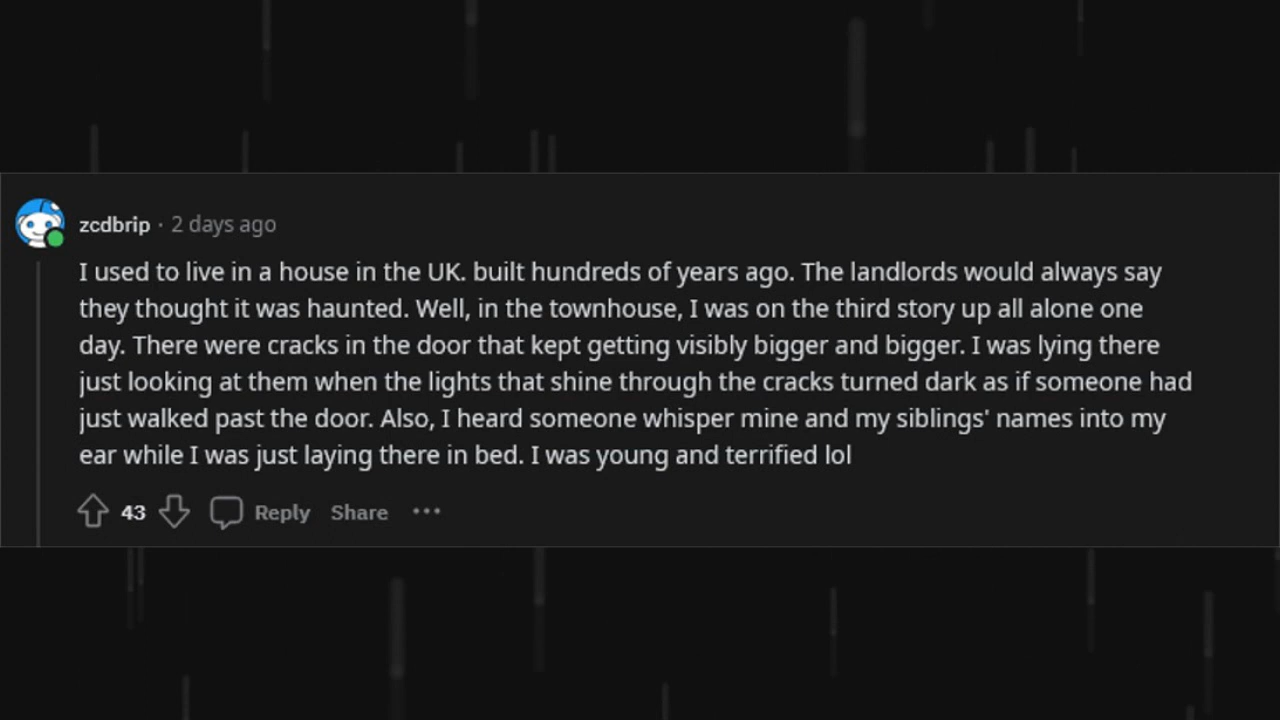 zcdbrip · 2 days ago
I used to live in a house in the UK. built hundreds of years ago. The landlords would always say
they thought it was haunted. Well, in the townhouse, I was on the third story up all alone one
day. There were cracks in the door that kept getting visibly bigger and bigger. I was lying there
just looking at them when the lights that shine through the cracks turned dark as if someone had
just walked past the door. Also, I heard someone whisper mine and my siblings' names into my
ear while I was just laying there in bed. I was young and terrified lol
43 Reply Share ···